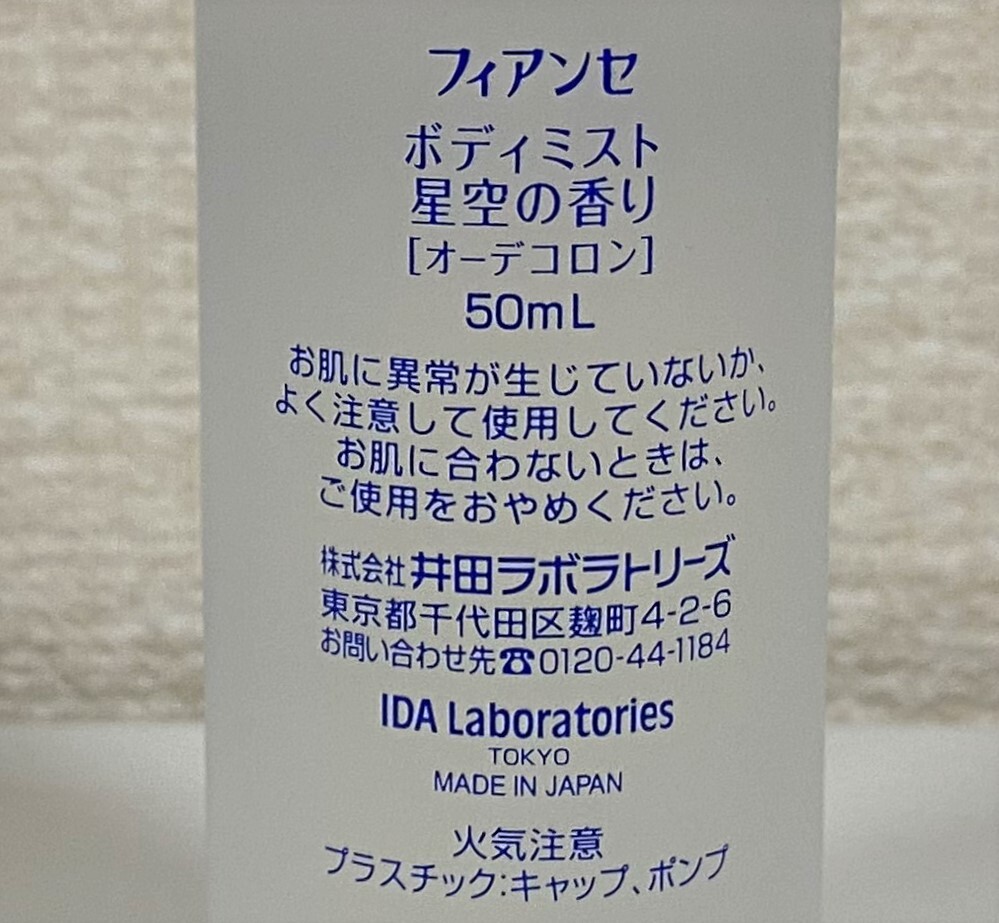 フィアンセ
ボディミスト
星空の香り
[オーデコロン]
50mL
お肌に異常が生じていないか、
よく注意して使用してください。
お肌に合わないときは、
ご使用をおやめください。
株式会社 井田ラボラトリーズ
東京都千代田区麹町4-2-6
お問い合わせ先☎0120-44-1184
IDA Laboratories
TOKYO
MADE IN JAPAN
火気注意
プラスチック:キャップ、ポンプ